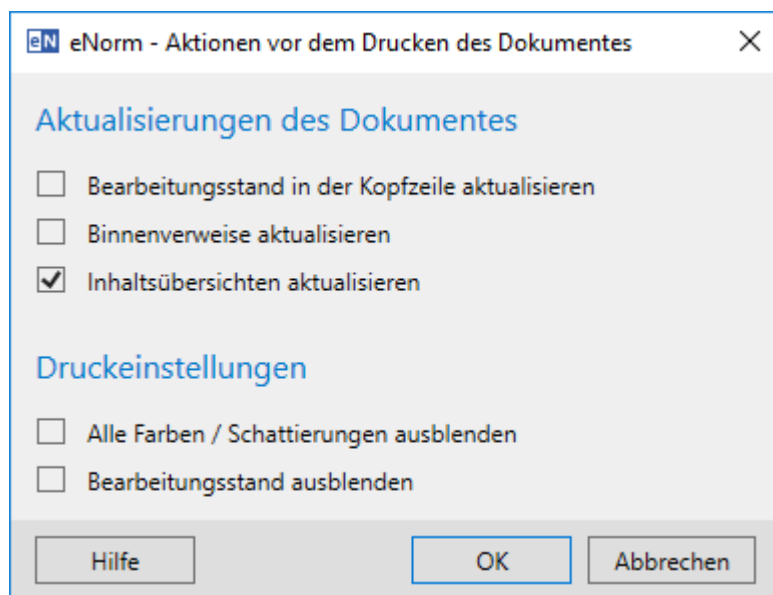 eN eNorm - Aktionen vor dem Drucken des Dokumentes
Aktualisierungen des Dokumentes
Bearbeitungsstand in der Kopfzeile aktualisieren
Binnenverweise aktualisieren
Inhaltsübersichten aktualisieren
Druckeinstellungen
Alle Farben / Schattierungen ausblenden
Bearbeitungsstand ausblenden
Hilfe OK Abbrechen